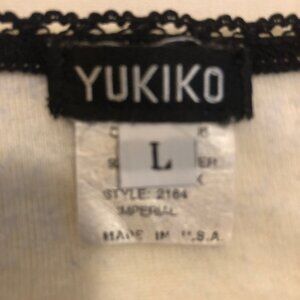 YUKIKO
L
STYLE: 2164
IMPERIAL
MADE IN U.S.A.